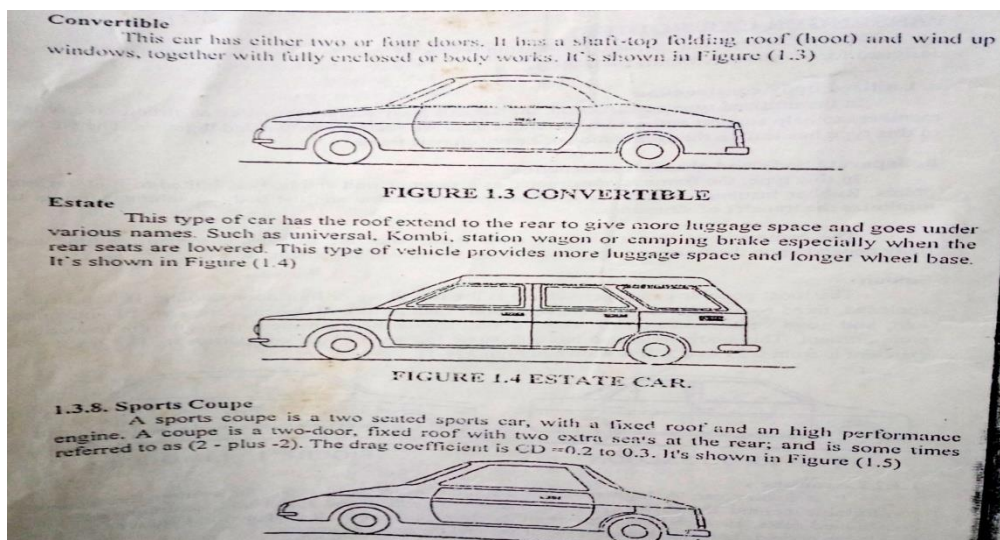 Convertible
This car has either two or four doors. It has a shaft-top folding roof (hoot) and wind up
windows, together with fully enclosed or body works. It's shown in Figure (1.3)
FIGURE 1.3 CONVERTIBLE
Estate
This type of car has the roof extend to the rear to give more luggage space and goes under
various names. Such as universal, Kombi, station wagon or camping brake especially when the
rear seats are lowered. This type of vehicle provides more luggage space and longer wheel base.
It's shown in Figure (1.4)
FIGURE 1.4 ESTATE CAR.
1.3.8. Sports Coupe
A sports coupe is a two seated sports car, with a fixed roof and an high performance
engine. A coupe is a two-door, fixed roof with two extra seats at the rear; and is some times
referred to as (2 - plus -2). The drag coefficient is CD =0.2 to 0.3. It's shown in Figure (1.5)